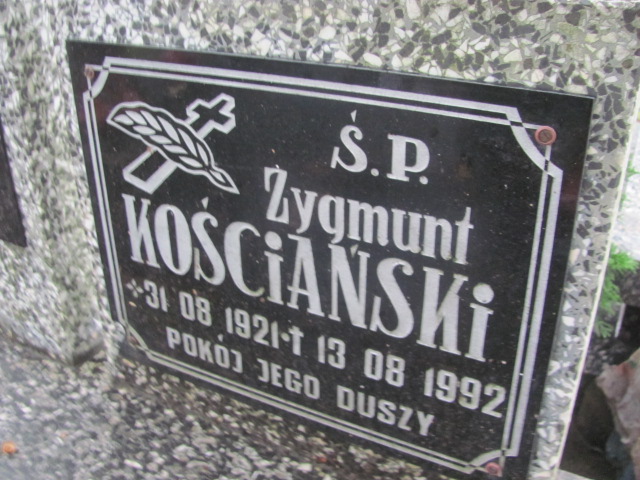 Ś.P.
Zygmunt
KOŚCiAŃSKi
*31 08 1921 · † 13 08 1992
POKÓJ JEGO DUSZY